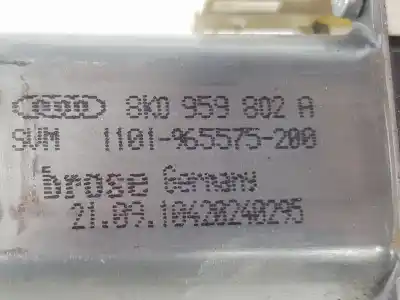 8K0 959 802 A
SVM 1101-965575-200
brose Germany
21.09.10420240295